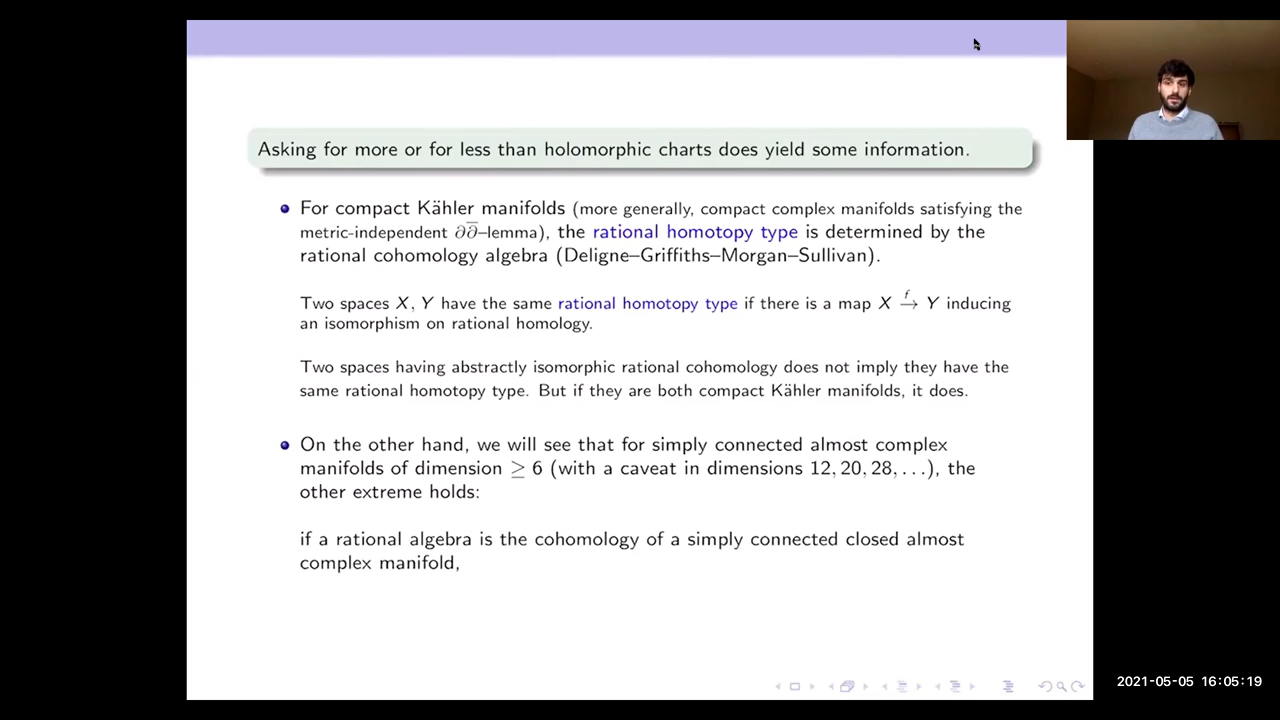 Asking for more or for less than holomorphic charts does yield some information.
For compact Kähler manifolds (more generally, compact complex manifolds satisfying the
metric-independent ∂∂̅–lemma), the rational homotopy type is determined by the
rational cohomology algebra (Deligne–Griffiths–Morgan–Sullivan).
Two spaces X, Y have the same rational homotopy type if there is a map X →^f Y inducing
an isomorphism on rational homology.
Two spaces having abstractly isomorphic rational cohomology does not imply they have the
same rational homotopy type. But if they are both compact Kähler manifolds, it does.
On the other hand, we will see that for simply connected almost complex
manifolds of dimension ≥ 6 (with a caveat in dimensions 12, 20, 28, ...), the
other extreme holds:
if a rational algebra is the cohomology of a simply connected closed almost
complex manifold,
2021-05-05 16:05:19